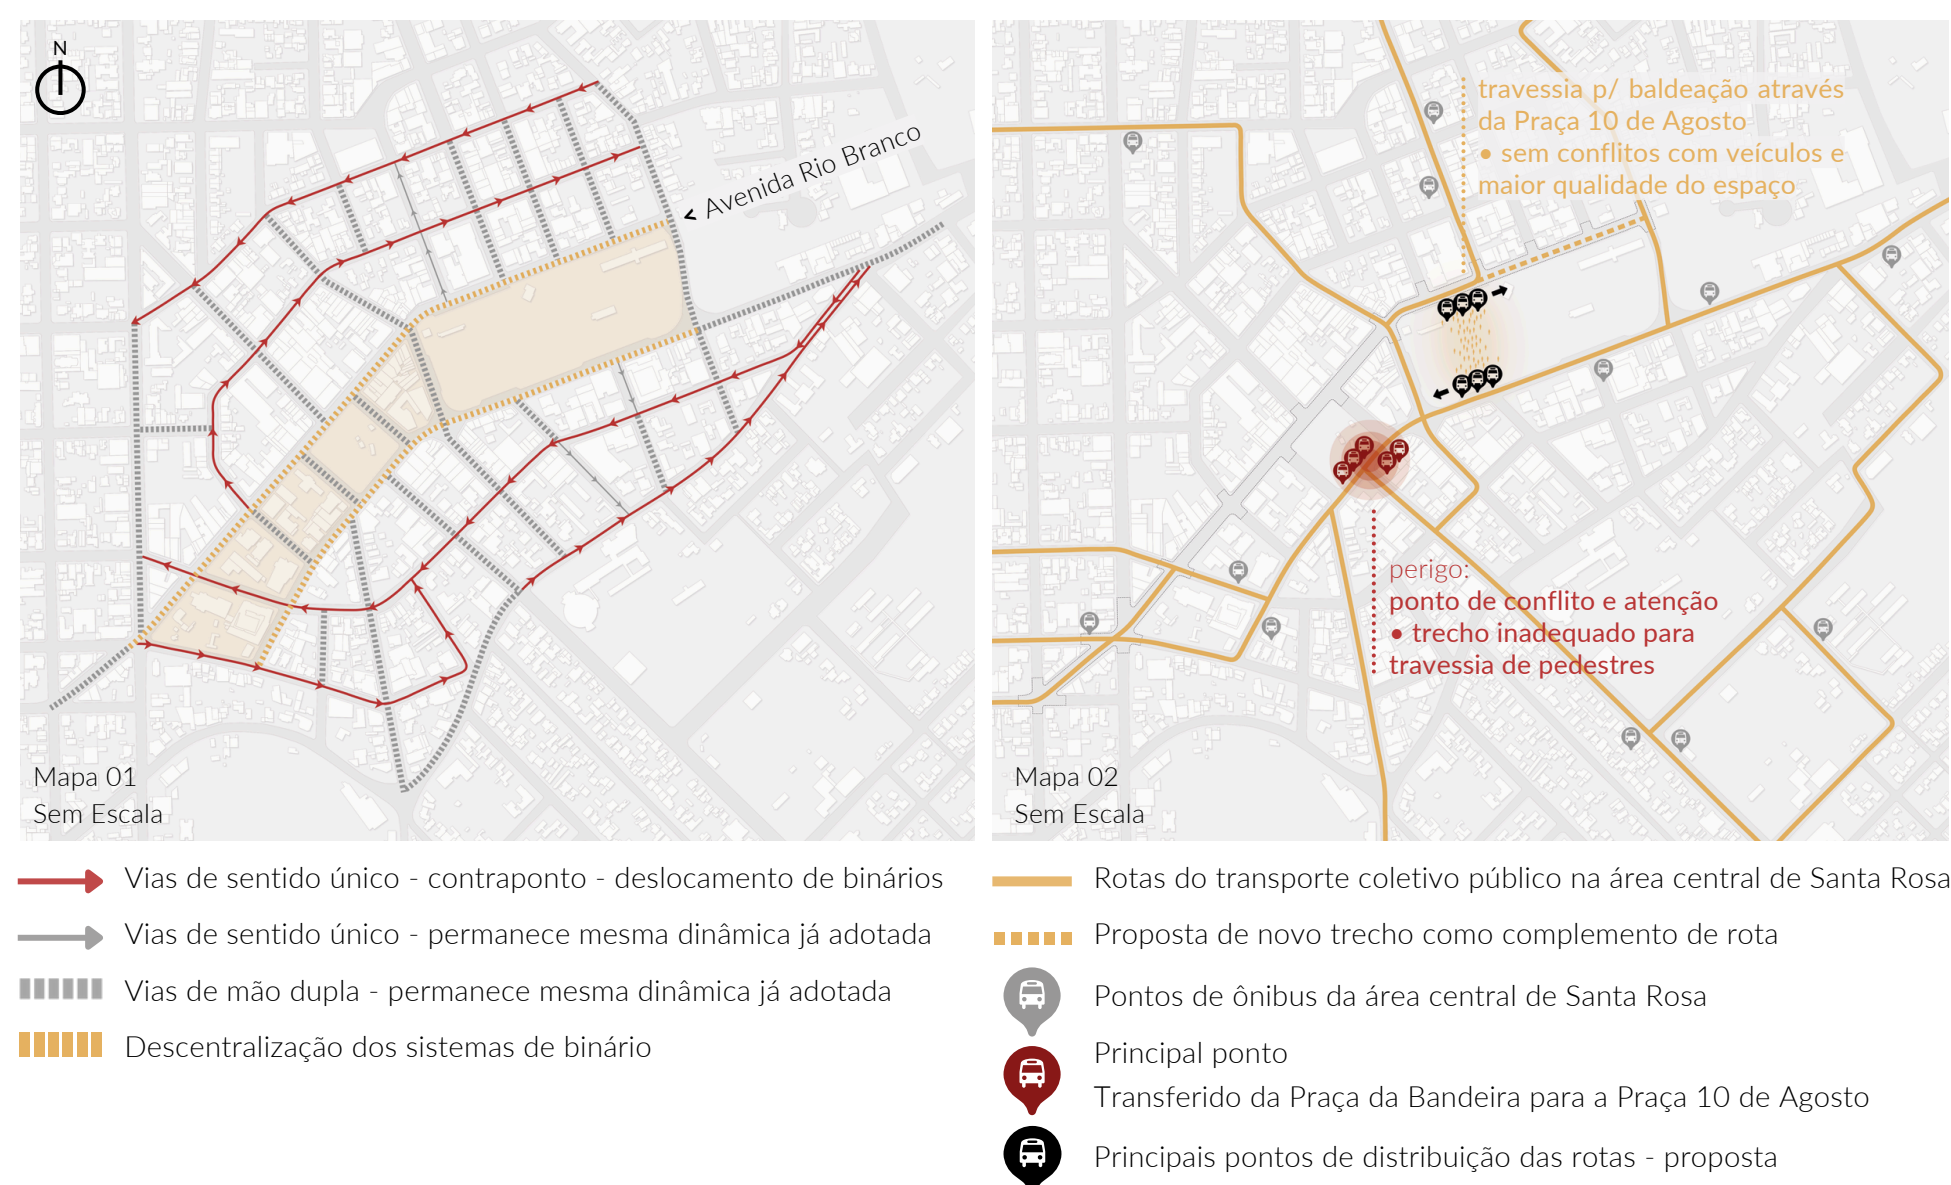 N
Avenida Rio Branco
Mapa 01
Sem Escala
travessia p/ baldeação através
da Praça 10 de Agosto
• sem conflitos com veículos e
maior qualidade do espaço
perigo:
ponto de conflito e atenção
• trecho inadequado para
travessia de pedestres
Mapa 02
Sem Escala
Vias de sentido único - contraponto - deslocamento de binários
Vias de sentido único - permanece mesma dinâmica já adotada
Vias de mão dupla - permanece mesma dinâmica já adotada
Descentralização dos sistemas de binário
Rotas do transporte coletivo público na área central de Santa Rosa
Proposta de novo trecho como complemento de rota
Pontos de ônibus da área central de Santa Rosa
Principal ponto
Transferido da Praça da Bandeira para a Praça 10 de Agosto
Principais pontos de distribuição das rotas - proposta